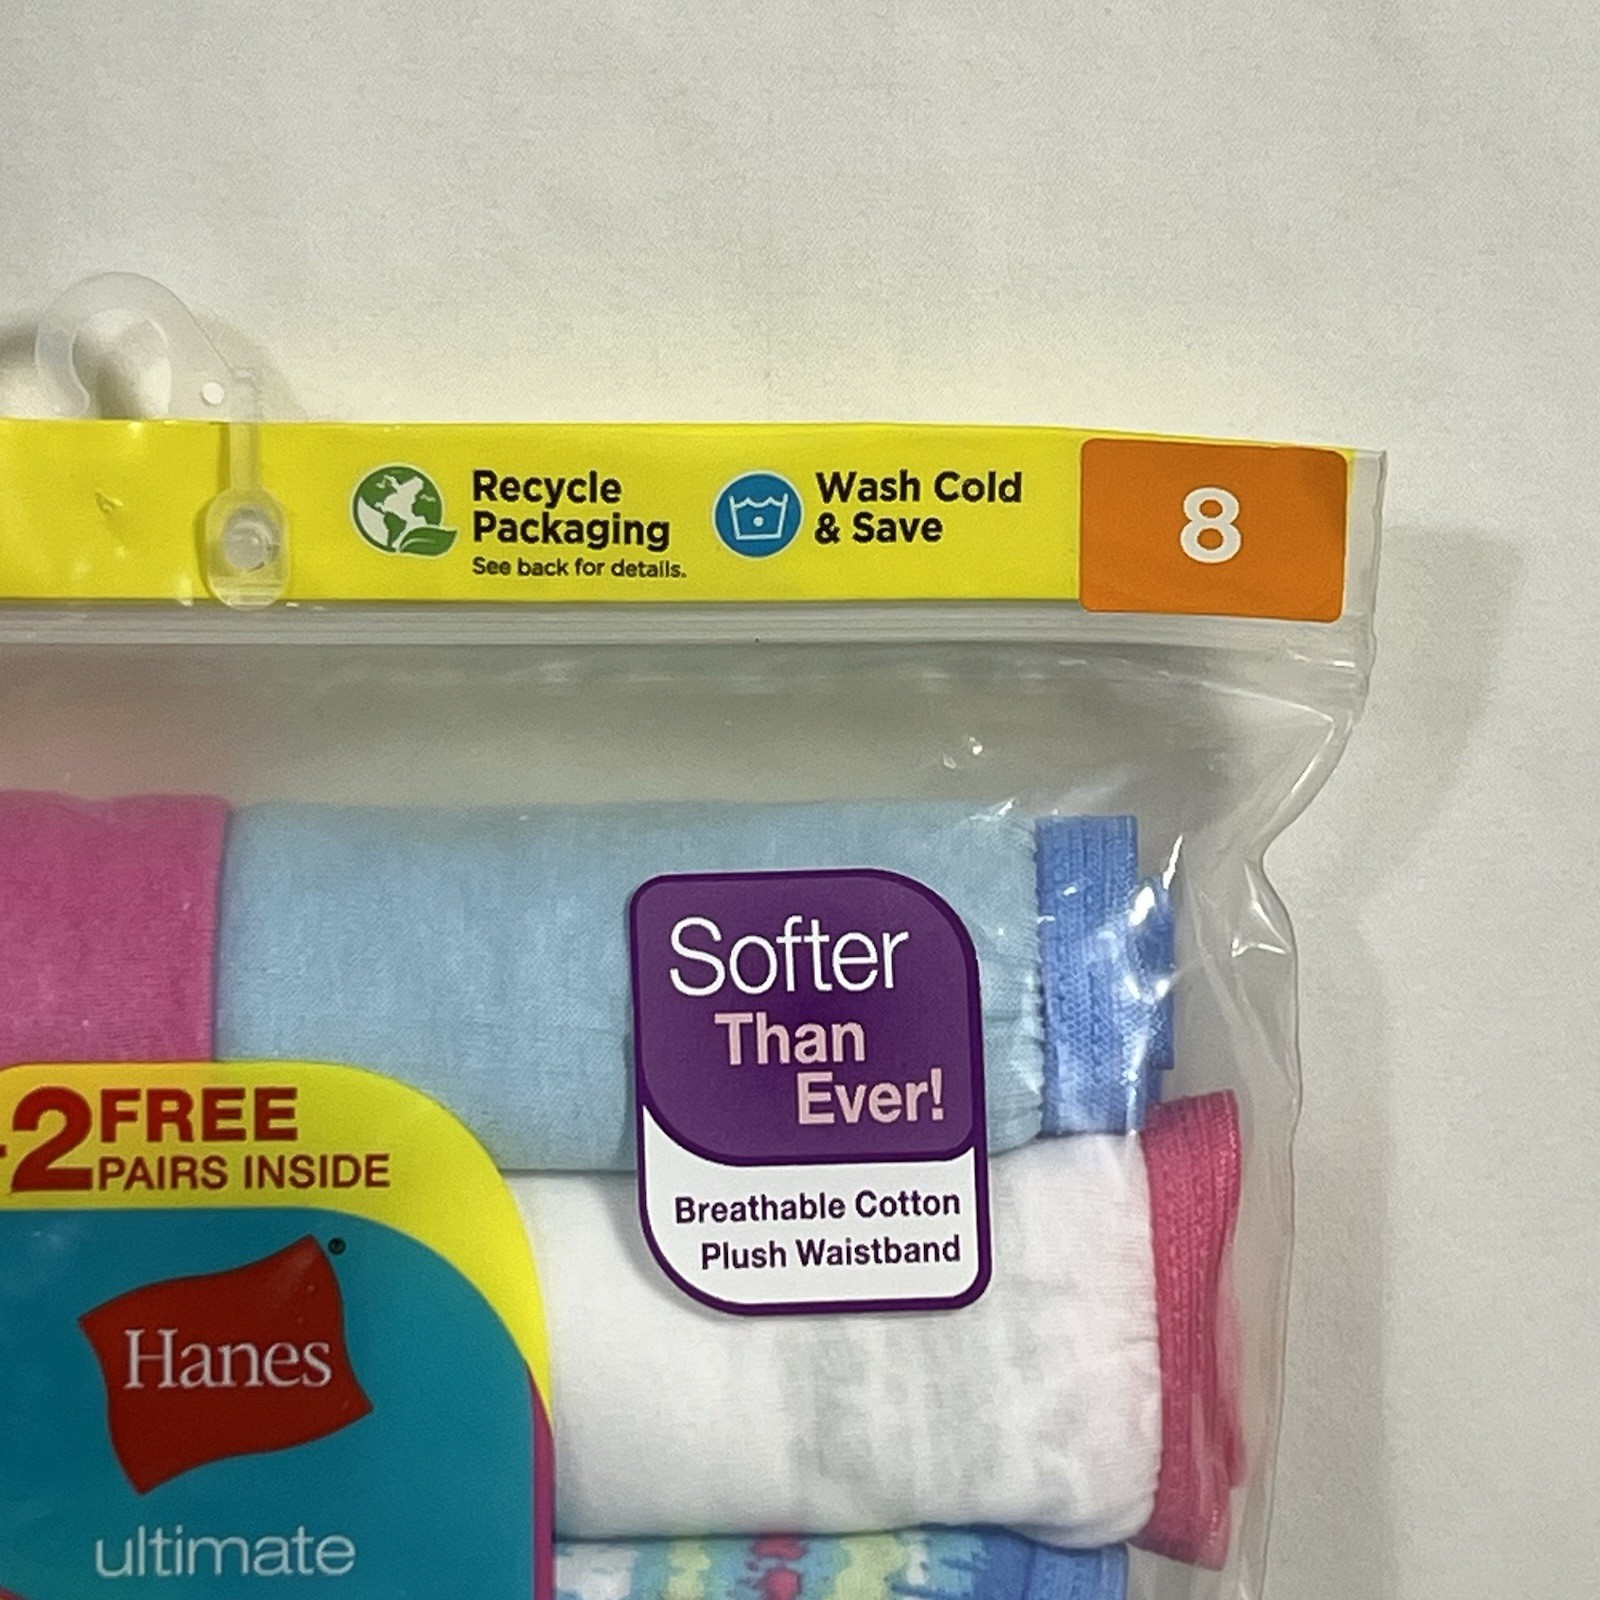 Recycle
Packaging
See back for details.
Wash Cold
& Save
8
Softer
Than
Ever!
Breathable Cotton
Plush Waistband
2 FREE
PAIRS INSIDE
Hanes®
ultimate